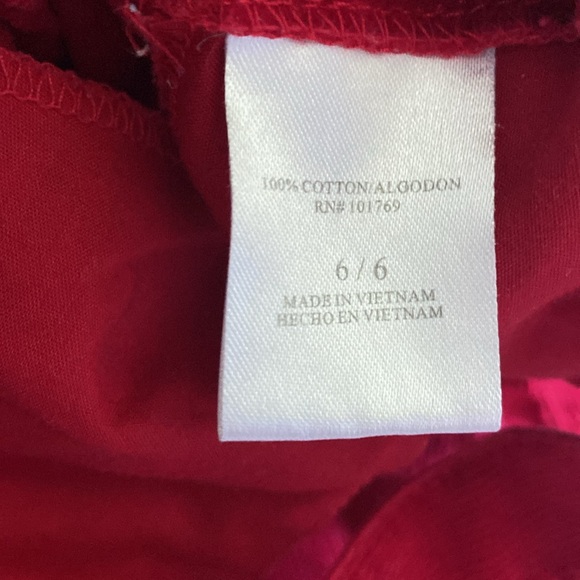 100% COTTON/ALGODON
RN# 101769
6 / 6
MADE IN VIETNAM
HECHO EN VIETNAM